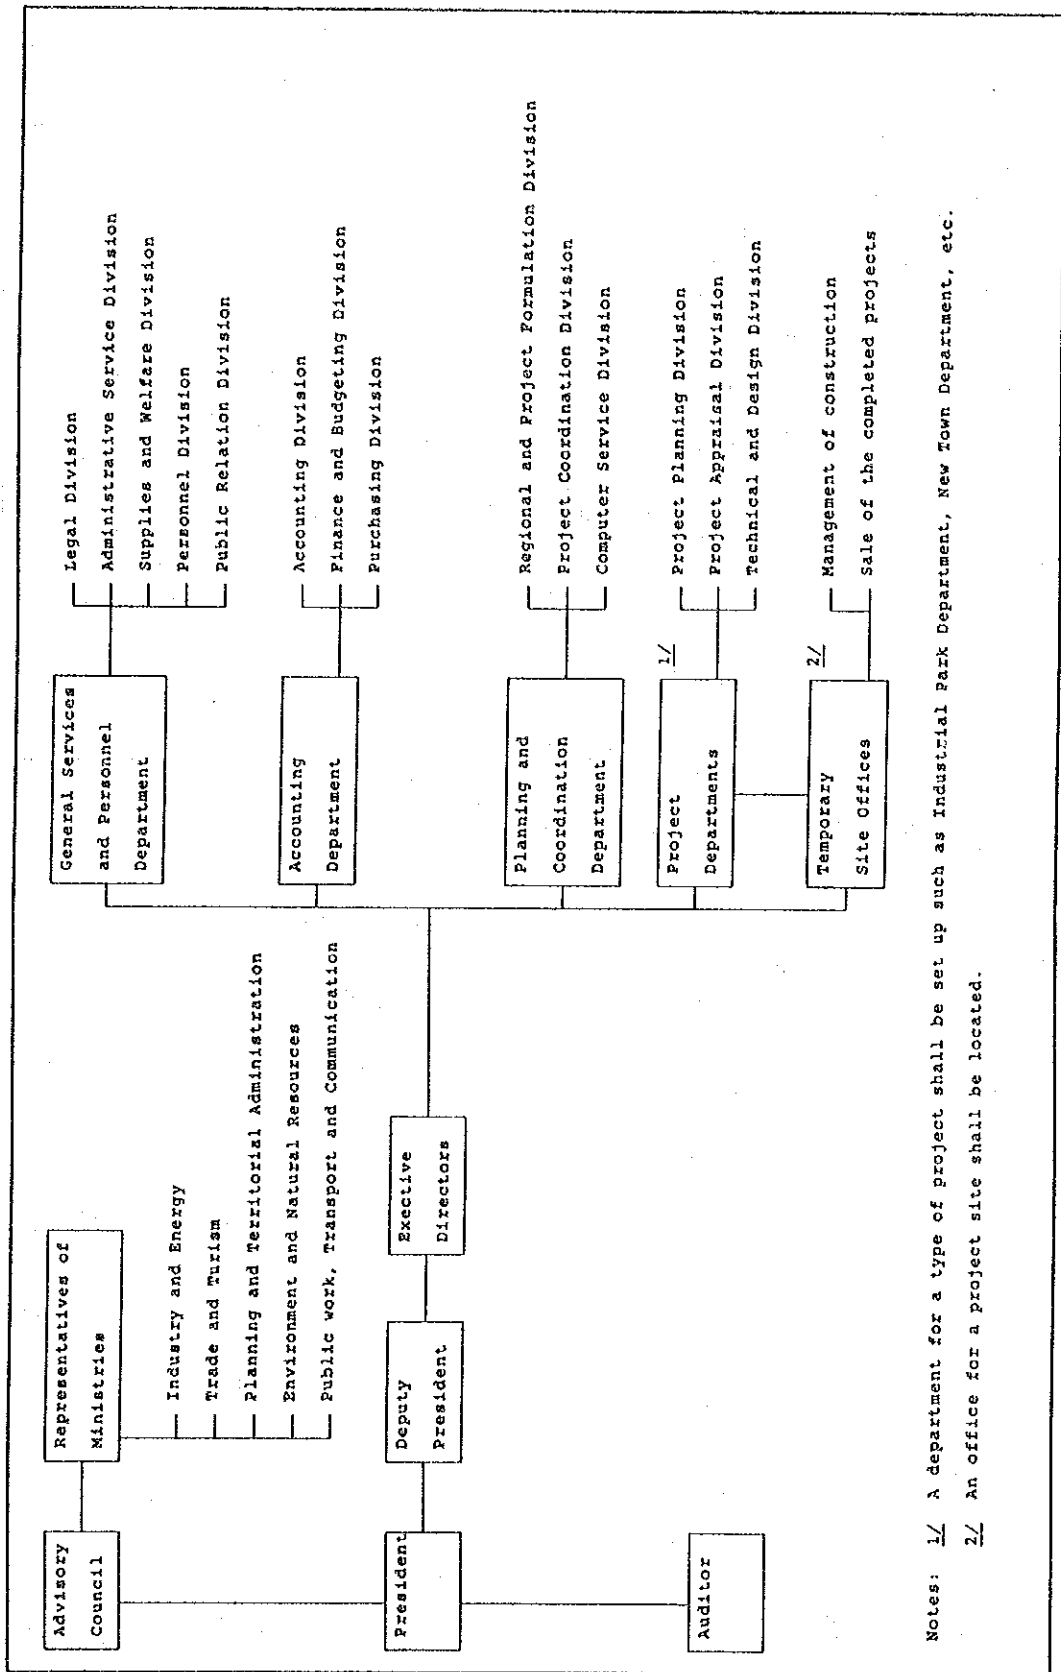 Advisory
Council
Representatives of
Ministries
Industry and Energy
Trade and Turism
Planning and Territorial Administration
Environment and Natural Resources
Public work, Transport and Communication
President
Deputy
President
Exective
Directors
Auditor
General Services
and Personnel
Department
Legal Division
Administrative Service Division
Supplies and Welfare Division
Personnel Division
Public Relation Division
Accounting
Department
Accounting Division
Finance and Budgeting Division
Purchasing Division
Planning and
Coordination
Department
Regional and Project Formulation Division
Project Coordination Division
Computer Service Division
Project
Departments
1/
Project Planning Division
Project Appraisal Division
Technical and Design Division
Temporary
Site Offices
2/
Management of construction
Sale of the completed projects
Notes: 1/ A department for a type of project shall be set up such as Industrial Park Department, New Town Department, etc.
2/ An office for a project site shall be located.